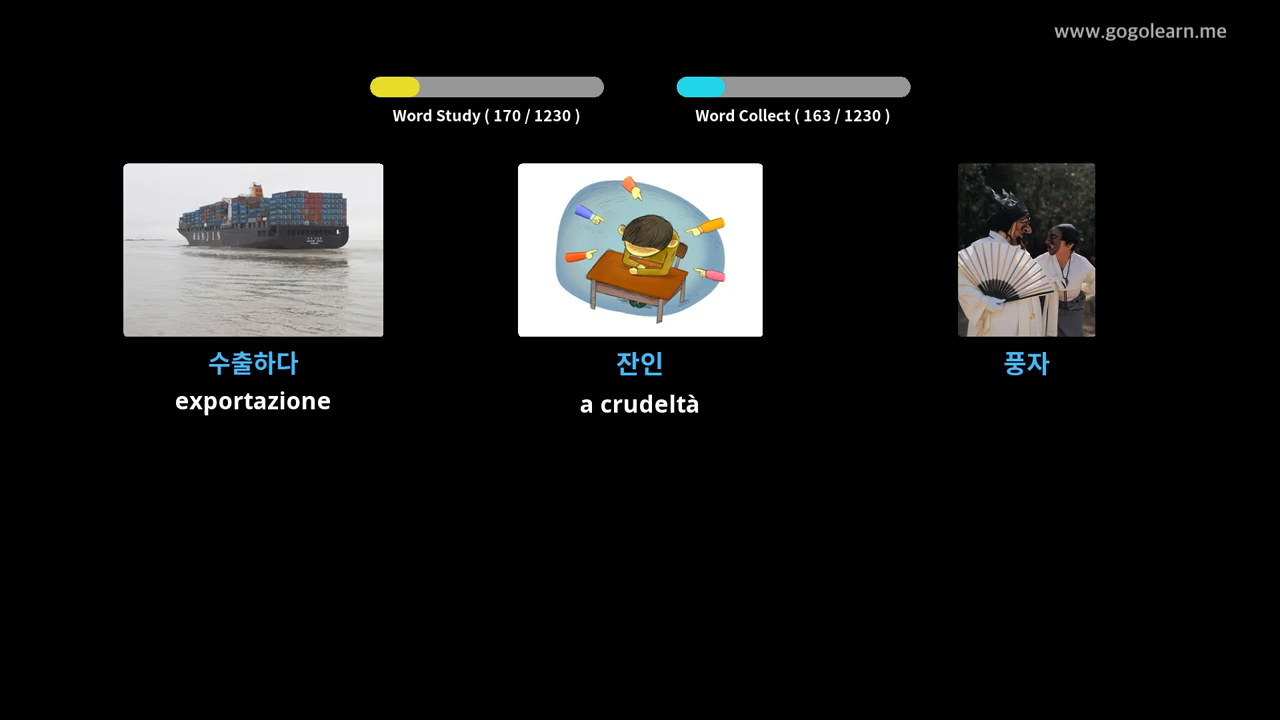 www.gogolearn.me
Word Study ( 170 / 1230 )
Word Collect ( 163 / 1230 )
HANJIN
수출하다
잔인
풍자
exportazione
a crudeltà